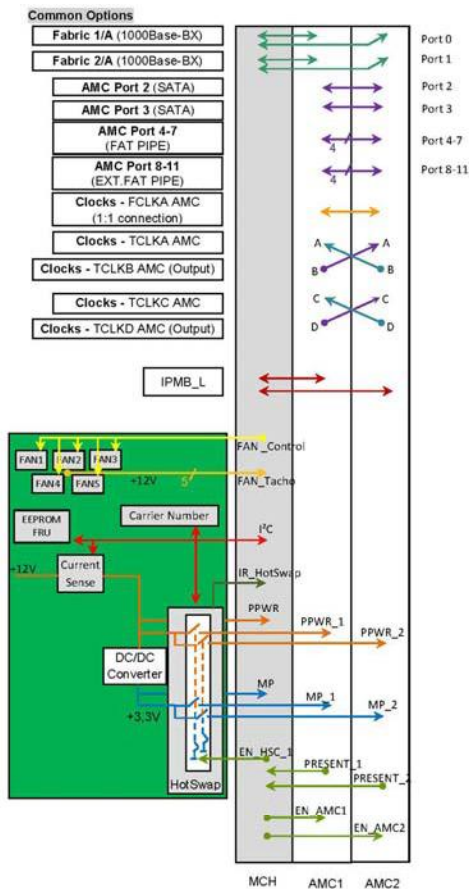 Common Options
Fabric 1/A (1000Base-BX)
Port 0
Fabric 2/A (1000Base-BX)
Port 1
AMC Port 2 (SATA)
Port 2
AMC Port 3 (SATA)
Port 3
AMC Port 4-7
(FAT PIPE)
4
Port 4-7
AMC Port 8-11
(EXT.FAT PIPE)
4
Port 8-11
Clocks - FCLKA AMC
(1:1 connection)
Clocks - TCLKA AMC
A A
Clocks - TCLKB AMC (Output)
B B
Clocks - TCLKC AMC
C C
Clocks - TCLKD AMC (Output)
D D
IPMB_L
FAN_Control
FAN1 FAN2 FAN3
FAN4 FAN5
+12V
5
FAN_Tacho
EEPROM
FRU
Carrier Number
I²C
+12V
Current
Sense
IR_HotSwap
PPWR
PPWR_1
PPWR_2
DC/DC
Converter
MP
MP_1
MP_2
+3,3V
EN_HSC_1
PRESENT_1
PRESENT_2
HotSwap
EN_AMC1
EN_AMC2
MCH AMC1 AMC2